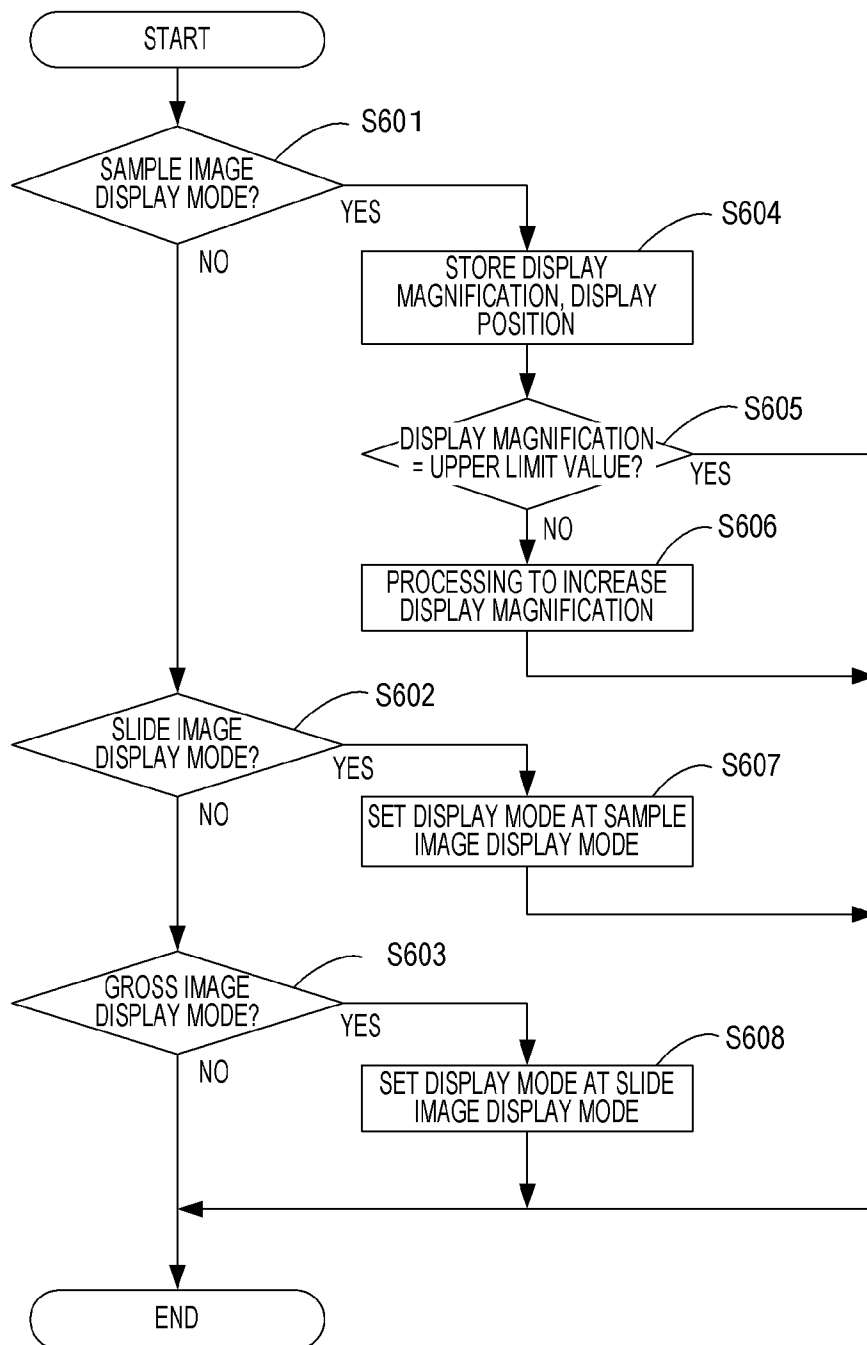 START
S601
SAMPLE IMAGE
DISPLAY MODE?
YES
NO
S604
STORE DISPLAY
MAGNIFICATION, DISPLAY
POSITION
S605
DISPLAY MAGNIFICATION
= UPPER LIMIT VALUE?
YES
NO
S606
PROCESSING TO INCREASE
DISPLAY MAGNIFICATION
S602
SLIDE IMAGE
DISPLAY MODE?
YES
NO
S607
SET DISPLAY MODE AT SAMPLE
IMAGE DISPLAY MODE
S603
GROSS IMAGE
DISPLAY MODE?
YES
NO
S608
SET DISPLAY MODE AT SLIDE
IMAGE DISPLAY MODE
END